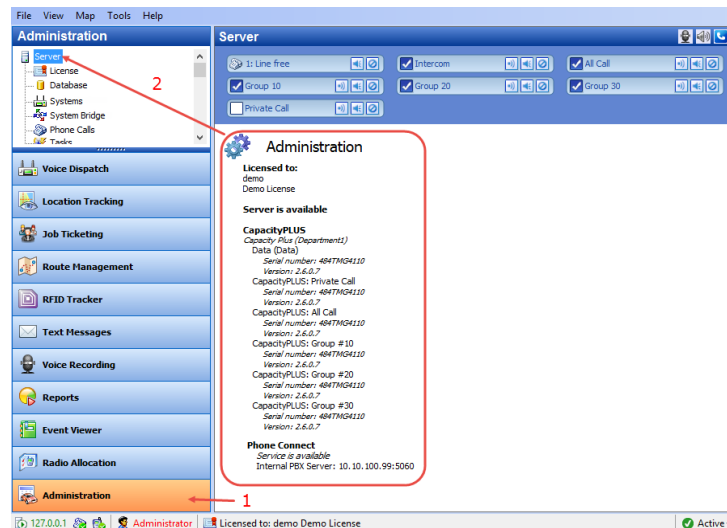 File View Map Tools Help
Administration
Server
License
Database
Systems
System Bridge
Phone Calls
Tasks
2
Voice Dispatch
Location Tracking
Job Ticketing
Route Management
RFID Tracker
Text Messages
Voice Recording
Reports
Event Viewer
Radio Allocation
Administration
1
Server
1: Line free
Intercom
All Call
Group 10
Group 20
Group 30
Private Call
Administration
Licensed to:
demo
Demo License
Server is available
CapacityPLUS
Capacity Plus (Department1)
Data (Data)
Serial number: 484TMG4110
Version: 2.6.0.7
CapacityPLUS: Private Call
Serial number: 484TMG4110
Version: 2.6.0.7
CapacityPLUS: All Call
Serial number: 484TMG4110
Version: 2.6.0.7
CapacityPLUS: Group #10
Serial number: 484TMG4110
Version: 2.6.0.7
CapacityPLUS: Group #20
Serial number: 484TMG4110
Version: 2.6.0.7
CapacityPLUS: Group #30
Serial number: 484TMG4110
Version: 2.6.0.7
Phone Connect
Service is available
Internal PBX Server: 10.10.100.99:5060
127.0.0.1 Administrator Licensed to: demo Demo License Active